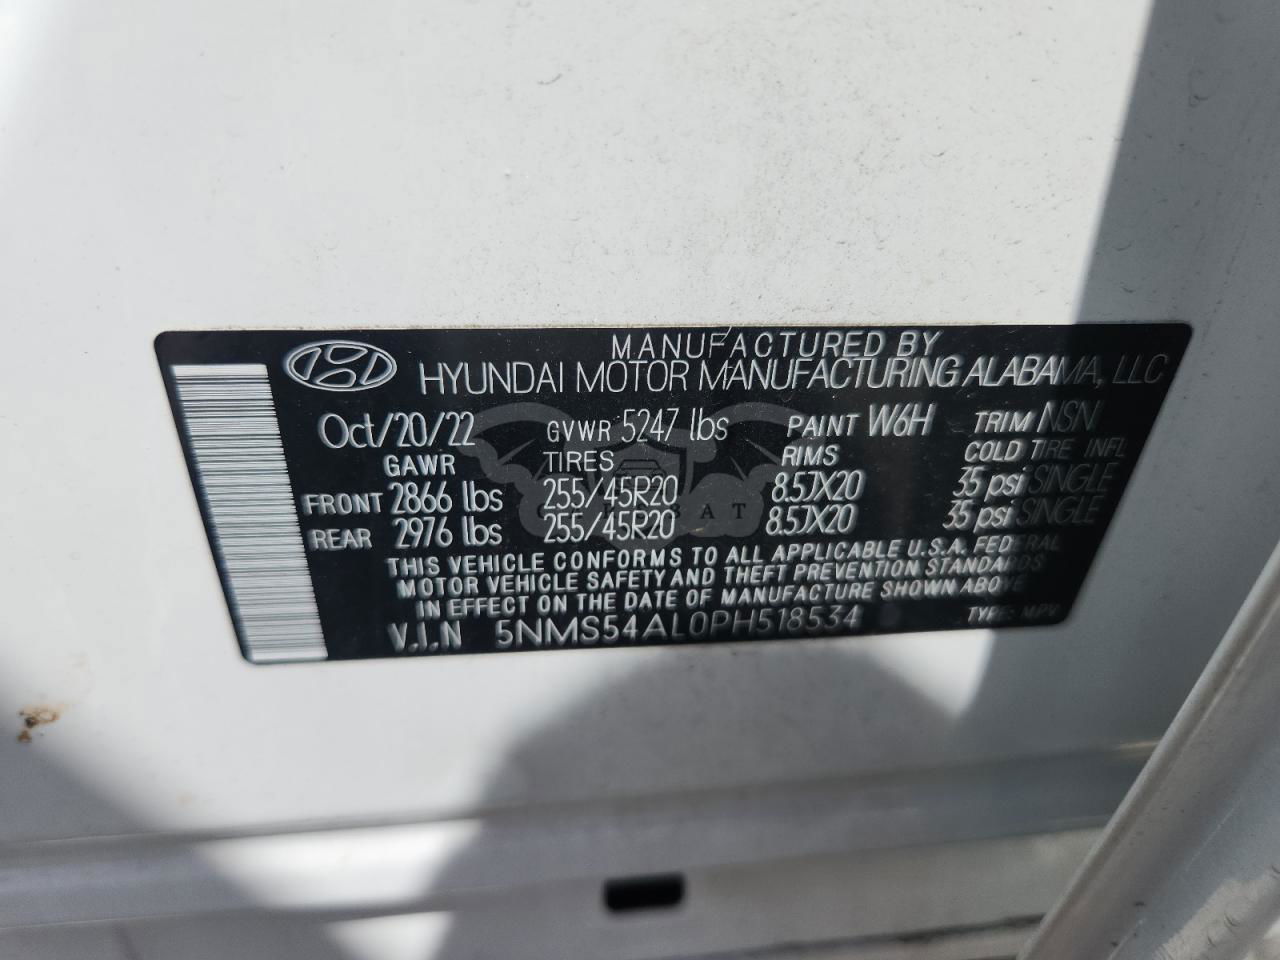 MANUFACTURED BY
HYUNDAI MOTOR MANUFACTURING ALABAMA, LLC
Oct/20/22 GVWR 5247 lbs PAINT W6H TRIM NSN
GAWR TIRES RIMS COLD TIRE INFL
FRONT 2866 lbs 255/45R20 8.5JX20 35 psi SINGLE
REAR 2976 lbs 255/45R20 8.5JX20 35 psi SINGLE
THIS VEHICLE CONFORMS TO ALL APPLICABLE U.S.A. FEDERAL
MOTOR VEHICLE SAFETY AND THEFT PREVENTION STANDARDS
IN EFFECT ON THE DATE OF MANUFACTURE SHOWN ABOVE
V.I.N 5NMS54AL0PH518534 TYPE: MPV